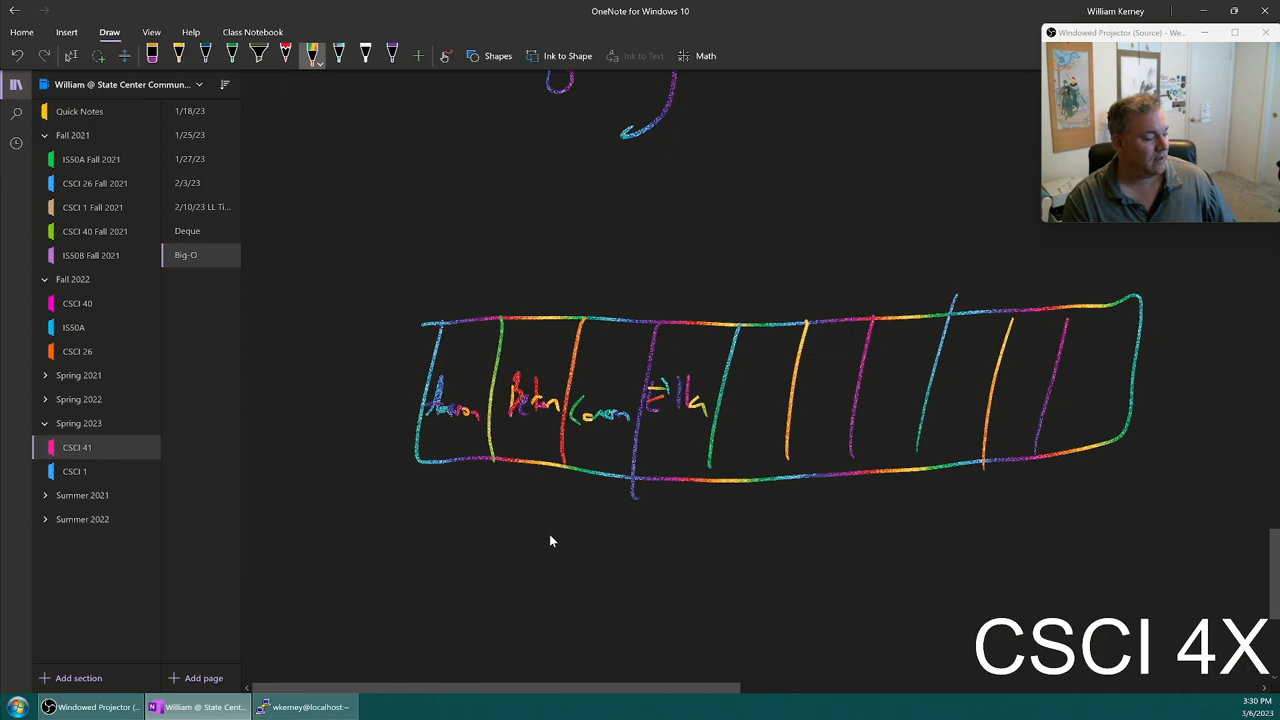 OneNote for Windows 10
William Kerney
Home Insert Draw View Help Class Notebook
Shapes Ink to Shape Ink to Text Math
Windowed Projector (Source) - We...
William @ State Center Commun...
Quick Notes
Fall 2021
IS50A Fall 2021
CSCI 26 Fall 2021
CSCI 1 Fall 2021
CSCI 40 Fall 2021
IS50B Fall 2021
Fall 2022
CSCI 40
IS50A
CSCI 26
Spring 2021
Spring 2022
Spring 2023
CSCI 41
CSCI 1
Summer 2021
Summer 2022
1/18/23
1/25/23
1/27/23
2/3/23
2/10/23 LL Ti...
Deque
Big-O
Aaron Ella
CSCI 4X
Add section Add page
Windowed Projector (...
William @ State Cent...
wkerney@localhost:~
3:30 PM
3/6/2023